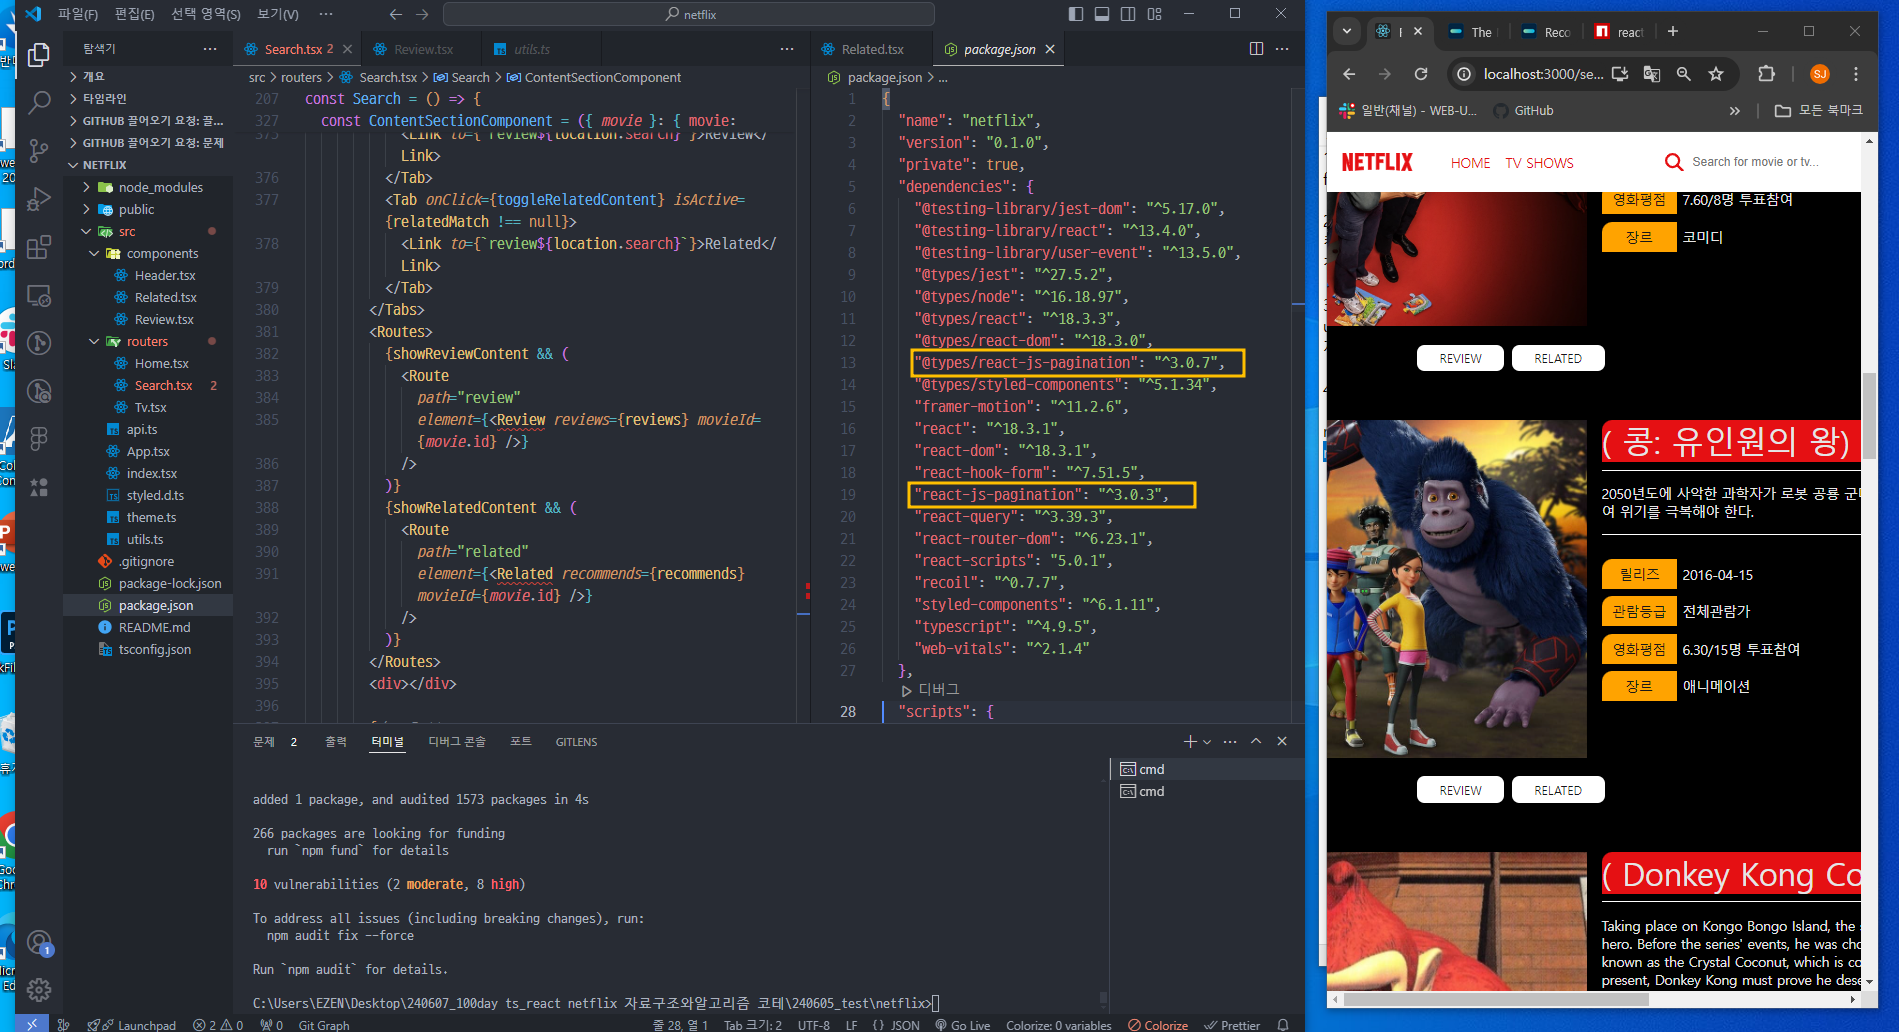 파일(F) 편집(E) 선택 영역(S) 보기(V) ···
netflix
탐색기
개요
타임라인
GITHUB 끌어오기 요청: 끌...
GITHUB 끌어오기 요청: 문제
NETFLIX
node_modules
public
src
components
Header.tsx
Related.tsx
Review.tsx
routers
Home.tsx
Search.tsx 2
Tv.tsx
api.ts
App.tsx
index.tsx
styled.d.ts
theme.ts
utils.ts
.gitignore
package-lock.json
package.json
README.md
tsconfig.json
Search.tsx 2
Review.tsx
utils.ts
src > routers > Search.tsx > Search > ContentSectionComponent
207 const Search = () => {
327 const ContentSectionComponent = ({ movie }: { movie:
375 <Link to={`review${location.search}`}>Review</
Link>
376 </Tab>
377 <Tab onClick={toggleRelatedContent} isActive=
{relatedMatch !== null}>
378 <Link to={`review${location.search}`}>Related</
Link>
379 </Tab>
380 </Tabs>
381 <Routes>
382 {showReviewContent && (
383 <Route
384 path="review"
385 element={<Review reviews={reviews} movieId=
{movie.id} />}
386 />
387 )}
388 {showRelatedContent && (
389 <Route
390 path="related"
391 element={<Related recommends={recommends}
movieId={movie.id} />}
392 />
393 )}
394 </Routes>
395 <div></div>
396
Related.tsx
package.json
package.json > ...
1 {
2 "name": "netflix",
3 "version": "0.1.0",
4 "private": true,
5 "dependencies": {
6 "@testing-library/jest-dom": "^5.17.0",
7 "@testing-library/react": "^13.4.0",
8 "@testing-library/user-event": "^13.5.0",
9 "@types/jest": "^27.5.2",
10 "@types/node": "^16.18.97",
11 "@types/react": "^18.3.3",
12 "@types/react-dom": "^18.3.0",
13 "@types/react-js-pagination": "^3.0.7",
14 "@types/styled-components": "^5.1.34",
15 "framer-motion": "^11.2.6",
16 "react": "^18.3.1",
17 "react-dom": "^18.3.1",
18 "react-hook-form": "^7.51.5",
19 "react-js-pagination": "^3.0.3",
20 "react-query": "^3.39.3",
21 "react-router-dom": "^6.23.1",
22 "react-scripts": "5.0.1",
23 "recoil": "^0.7.7",
24 "styled-components": "^6.1.11",
25 "typescript": "^4.9.5",
26 "web-vitals": "^2.1.4"
27 },
디버그
28 "scripts": {
문제 2 출력 터미널 디버그 콘솔 포트 GITLENS
cmd
cmd
added 1 package, and audited 1573 packages in 4s
266 packages are looking for funding
run `npm fund` for details
10 vulnerabilities (2 moderate, 8 high)
To address all issues (including breaking changes), run:
npm audit fix --force
Run `npm audit` for details.
C:\Users\EZEN\Desktop\240607_100day ts_react netflix 자료구조와알고리즘 코테\240605_test\netflix>
1
Launchpad 2 0 0 Git Graph
줄 28, 열 1 Tab 크기: 2 UTF-8 LF {} JSON Go Live Colorize: 0 variables Colorize Prettier
The
Reco
react
localhost:3000/se...
SJ
일반(채널) - WEB-U... GitHub
모든 북마크
NETFLIX HOME TV SHOWS Search for movie or tv...
영화평점 7.60/8명 투표참여
장르 코미디
REVIEW RELATED
( 콩: 유인원의 왕)
2050년도에 사악한 과학자가 로봇 공룡
여 위기를 극복해야 한다.
릴리즈 2016-04-15
관람등급 전체관람가
영화평점 6.30/15명 투표참여
장르 애니메이션
REVIEW RELATED
( Donkey Kong Co
Taking place on Kongo Bongo Island, the
hero. Before the series' events, he was cho
known as the Crystal Coconut, which is co
present, Donkey Kong must prove he dese